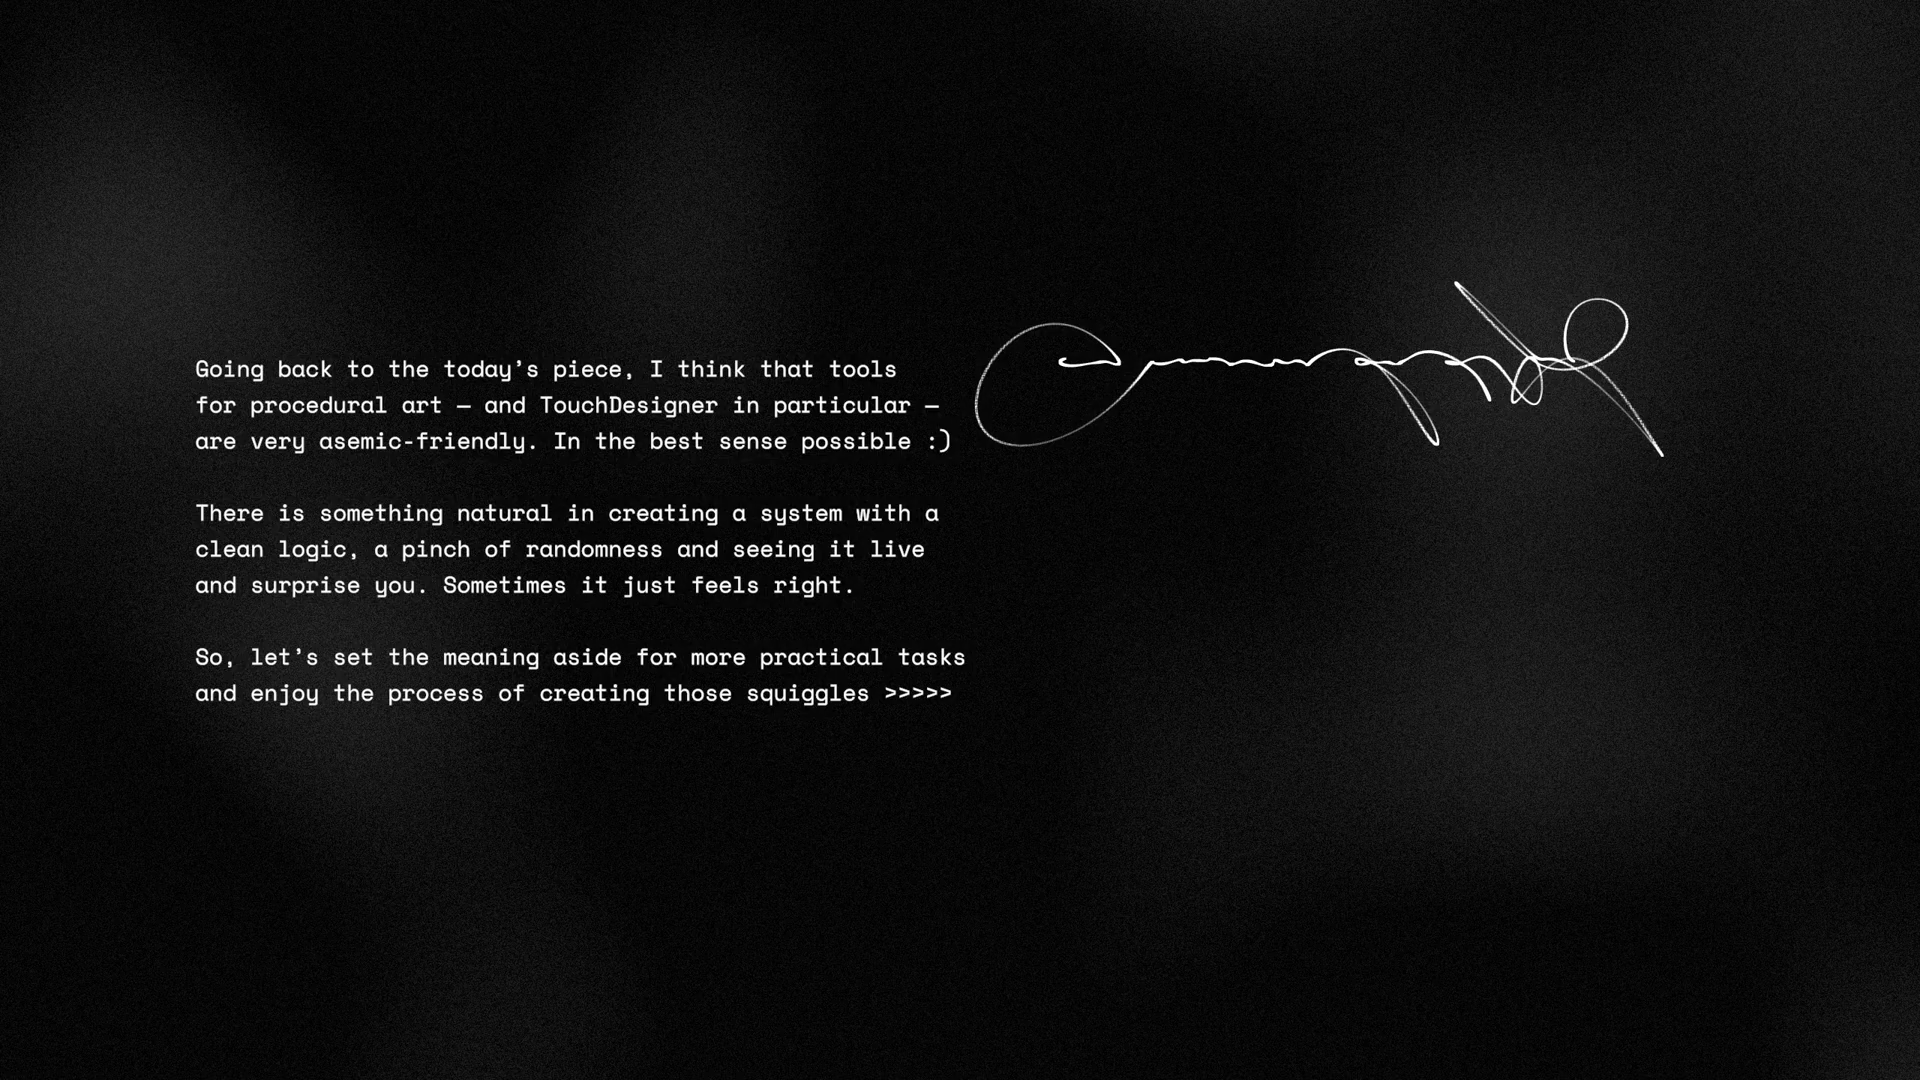 Going back to the today’s piece, I think that tools
for procedural art — and TouchDesigner in particular —
are very asemic-friendly. In the best sense possible :)
There is something natural in creating a system with a
clean logic, a pinch of randomness and seeing it live
and surprise you. Sometimes it just feels right.
So, let’s set the meaning aside for more practical tasks
and enjoy the process of creating those squiggles >>>>>